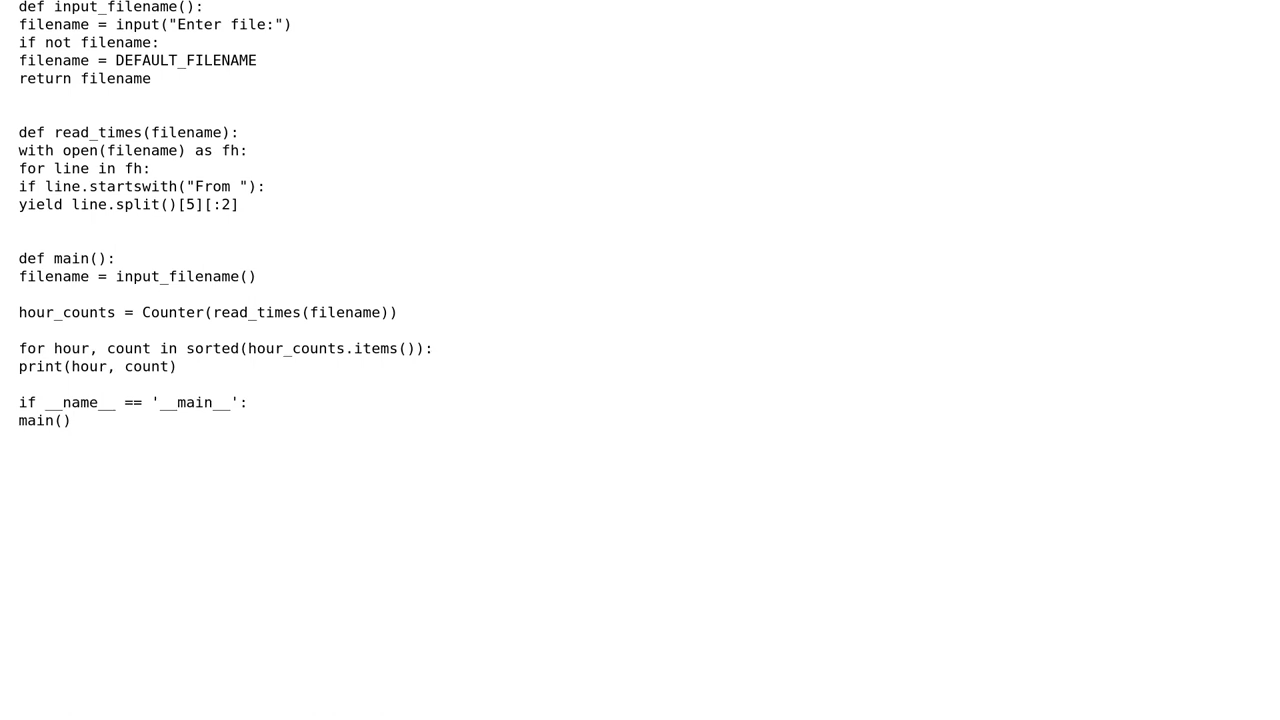 def input_filename():
filename = input("Enter file:")
if not filename:
filename = DEFAULT_FILENAME
return filename


def read_times(filename):
with open(filename) as fh:
for line in fh:
if line.startswith("From "):
yield line.split()[5][:2]


def main():
filename = input_filename()

hour_counts = Counter(read_times(filename))

for hour, count in sorted(hour_counts.items()):
print(hour, count)

if __name__ == '__main__':
main()